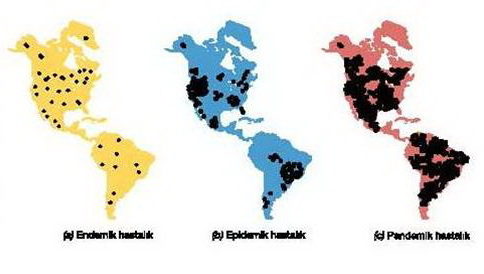 (a) Endemik hastalık
(b) Epidemik hastalık
(c) Pandemik hastalık